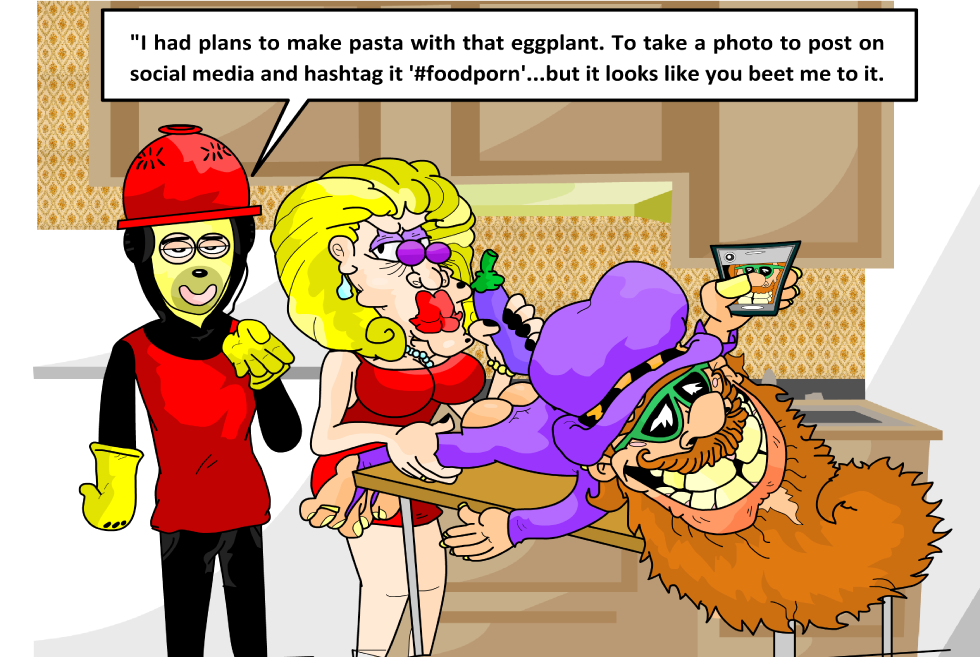 "I had plans to make pasta with that eggplant. To take a photo to post on
social media and hashtag it '#foodporn'...but it looks like you beet me to it.